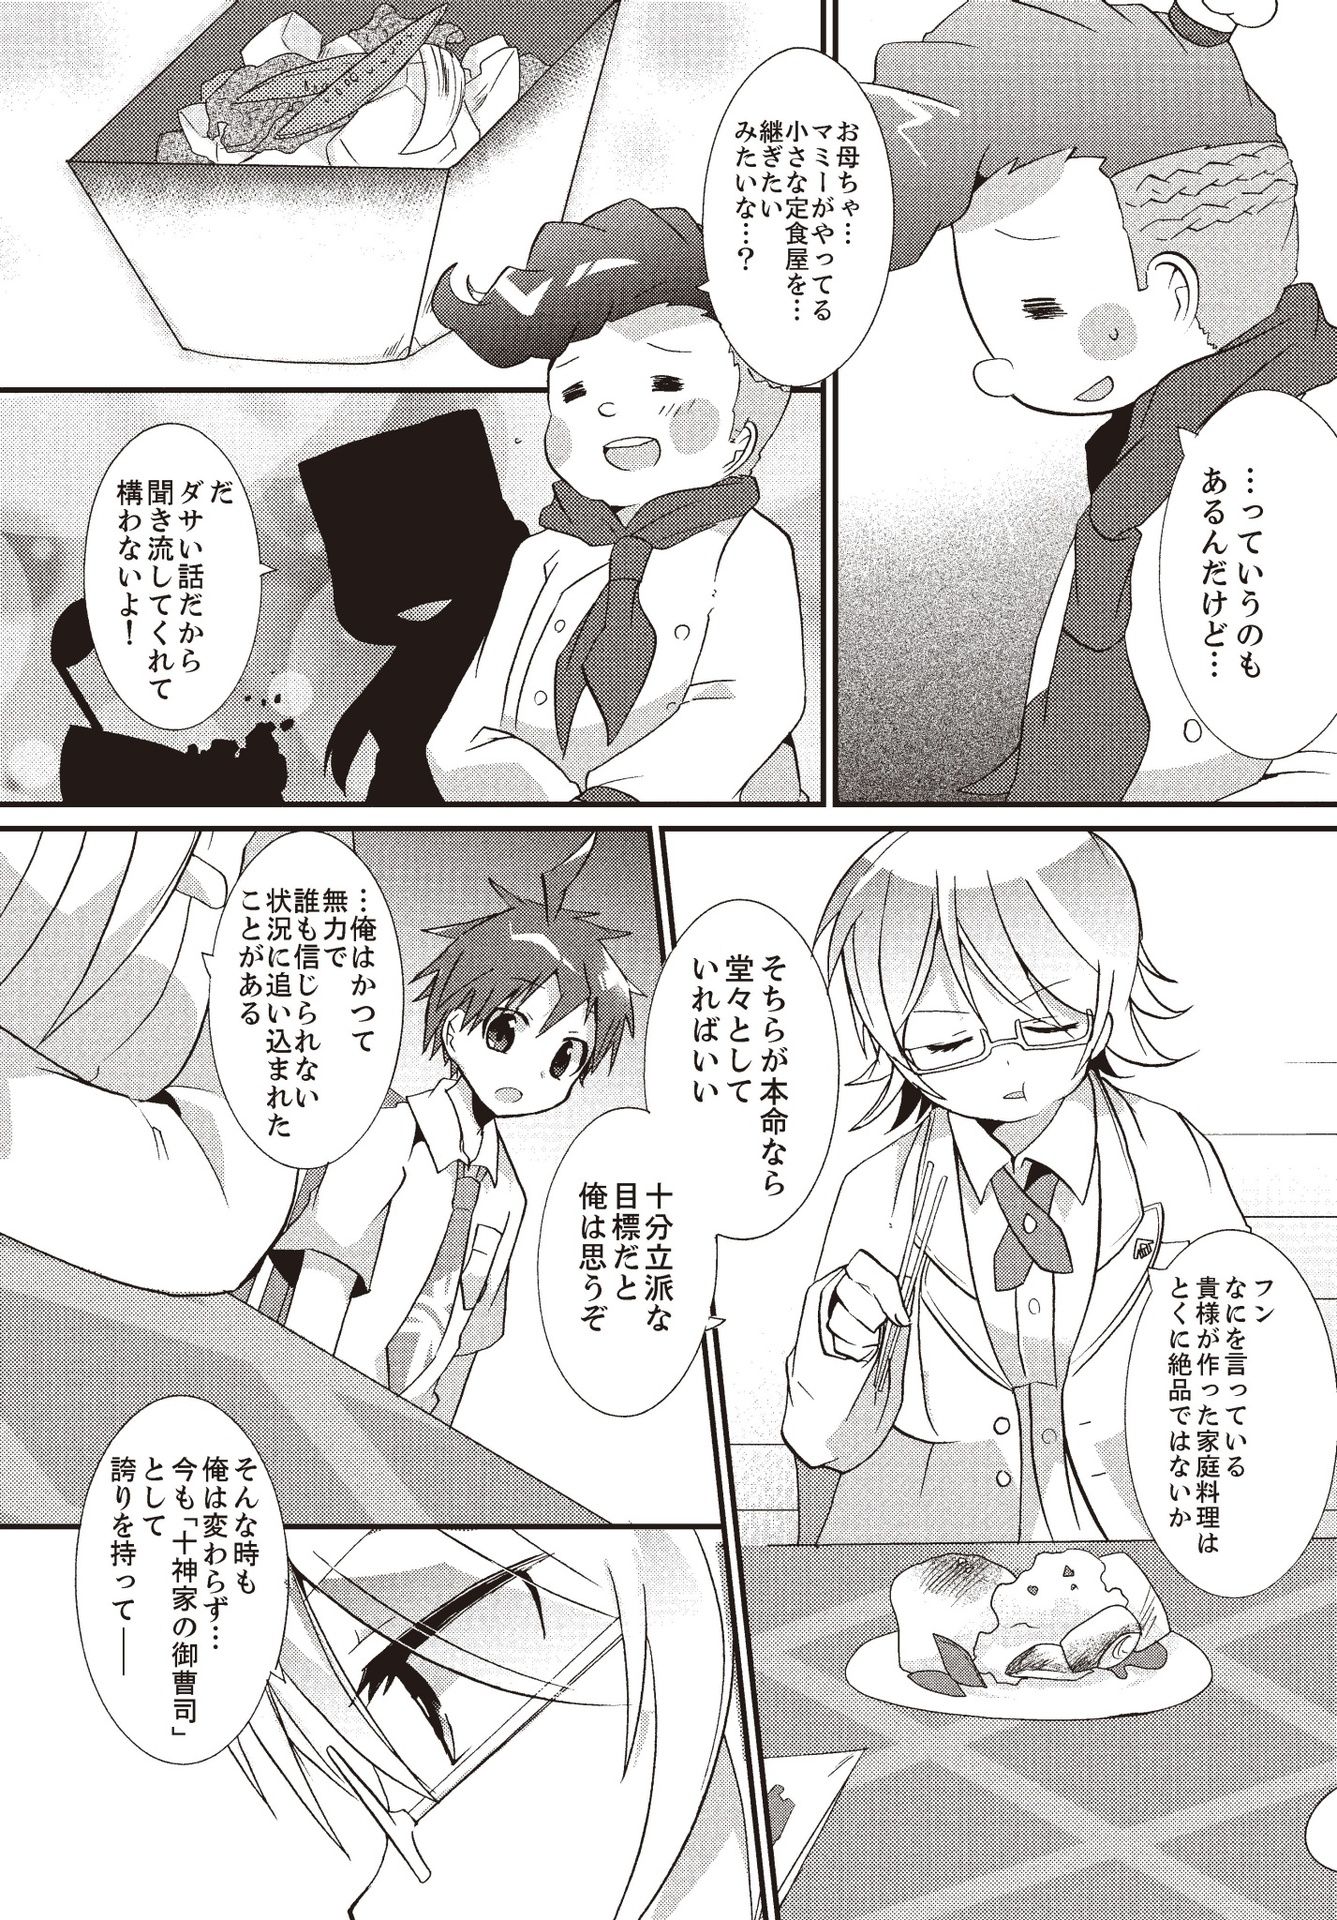 お母ちゃ…
マミーがやってる
小さな定食屋を…
継ぎたい
みたいな…?
…っていうのも
あるんだけど…
だ
ダサい話だから
聞き流してくれて
構わないよ!
フン
なにを言っている
貴様が作った家庭料理は
とくに絶品ではないか
そちらが本命なら
堂々として
いればいい
十分立派な
目標だと
俺は思うぞ
…俺はかつて
無力で
誰も信じられない
状況に追い込まれた
ことがある
そんな時も
俺は変わらず…
今も「十神家の御曹司」
として
誇りを持って──